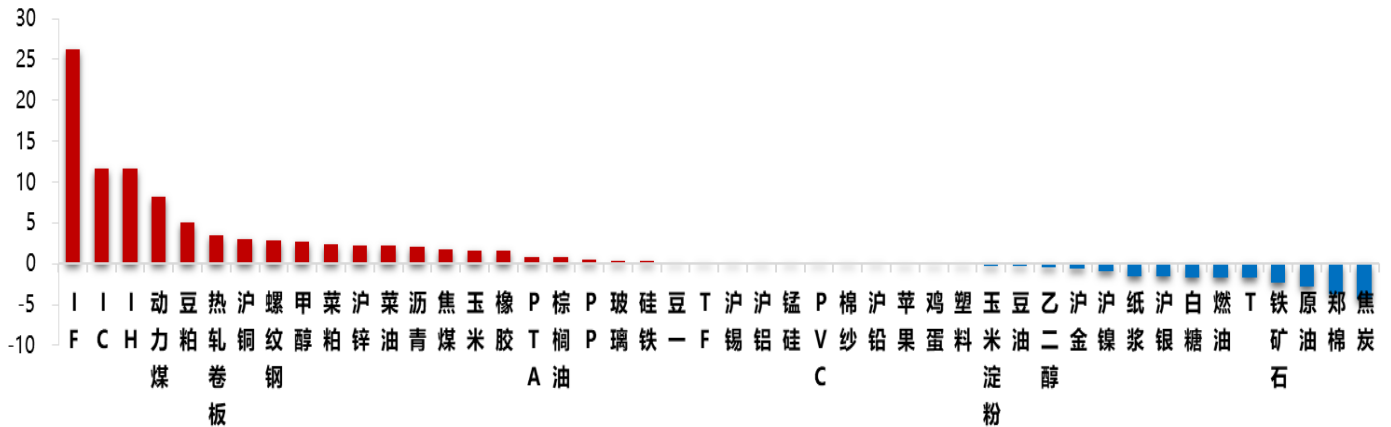 30
25
20
15
10
5
0
-5
-10
IF
IC
IH
动力煤
豆粕
热轧卷板
沪铜
螺纹钢
甲醇
菜粕
沪锌
菜油
沥青
焦煤
玉米
橡胶
PTA
棕榈油
PP
玻璃
硅铁
豆一
TF
沪锡
沪铝
锰硅
PVC
棉纱
沪铅
苹果
鸡蛋
塑料
玉米淀粉
豆油
乙二醇
沪金
沪镍
纸浆
沪银
白糖
燃油
T
铁矿石
原油
郑棉
焦炭